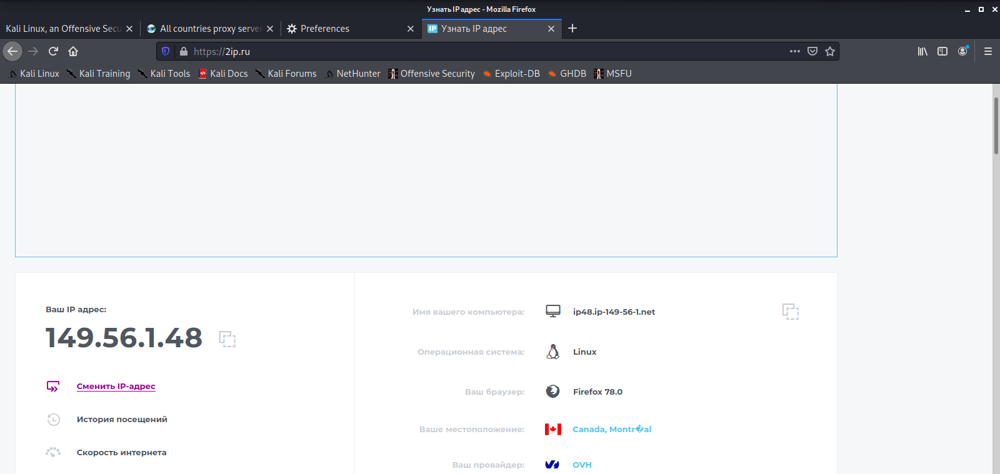 Узнать IP адрес - Mozilla Firefox
Kali Linux, an Offensive Secu
All countries proxy server
Preferences
IP Узнать IP адрес
https://2ip.ru
Kali Linux Kali Training Kali Tools Kali Docs Kali Forums NetHunter Offensive Security Exploit-DB GHDB MSFU
Ваш IP адрес:
149.56.1.48
Сменить IP-адрес
История посещений
Скорость интернета
Имя вашего компьютера: ip48.ip-149-56-1.net
Операционная система: Linux
Ваш браузер: Firefox 78.0
Ваше местоположение: Canada, Montr�al
Ваш провайдер: OVH